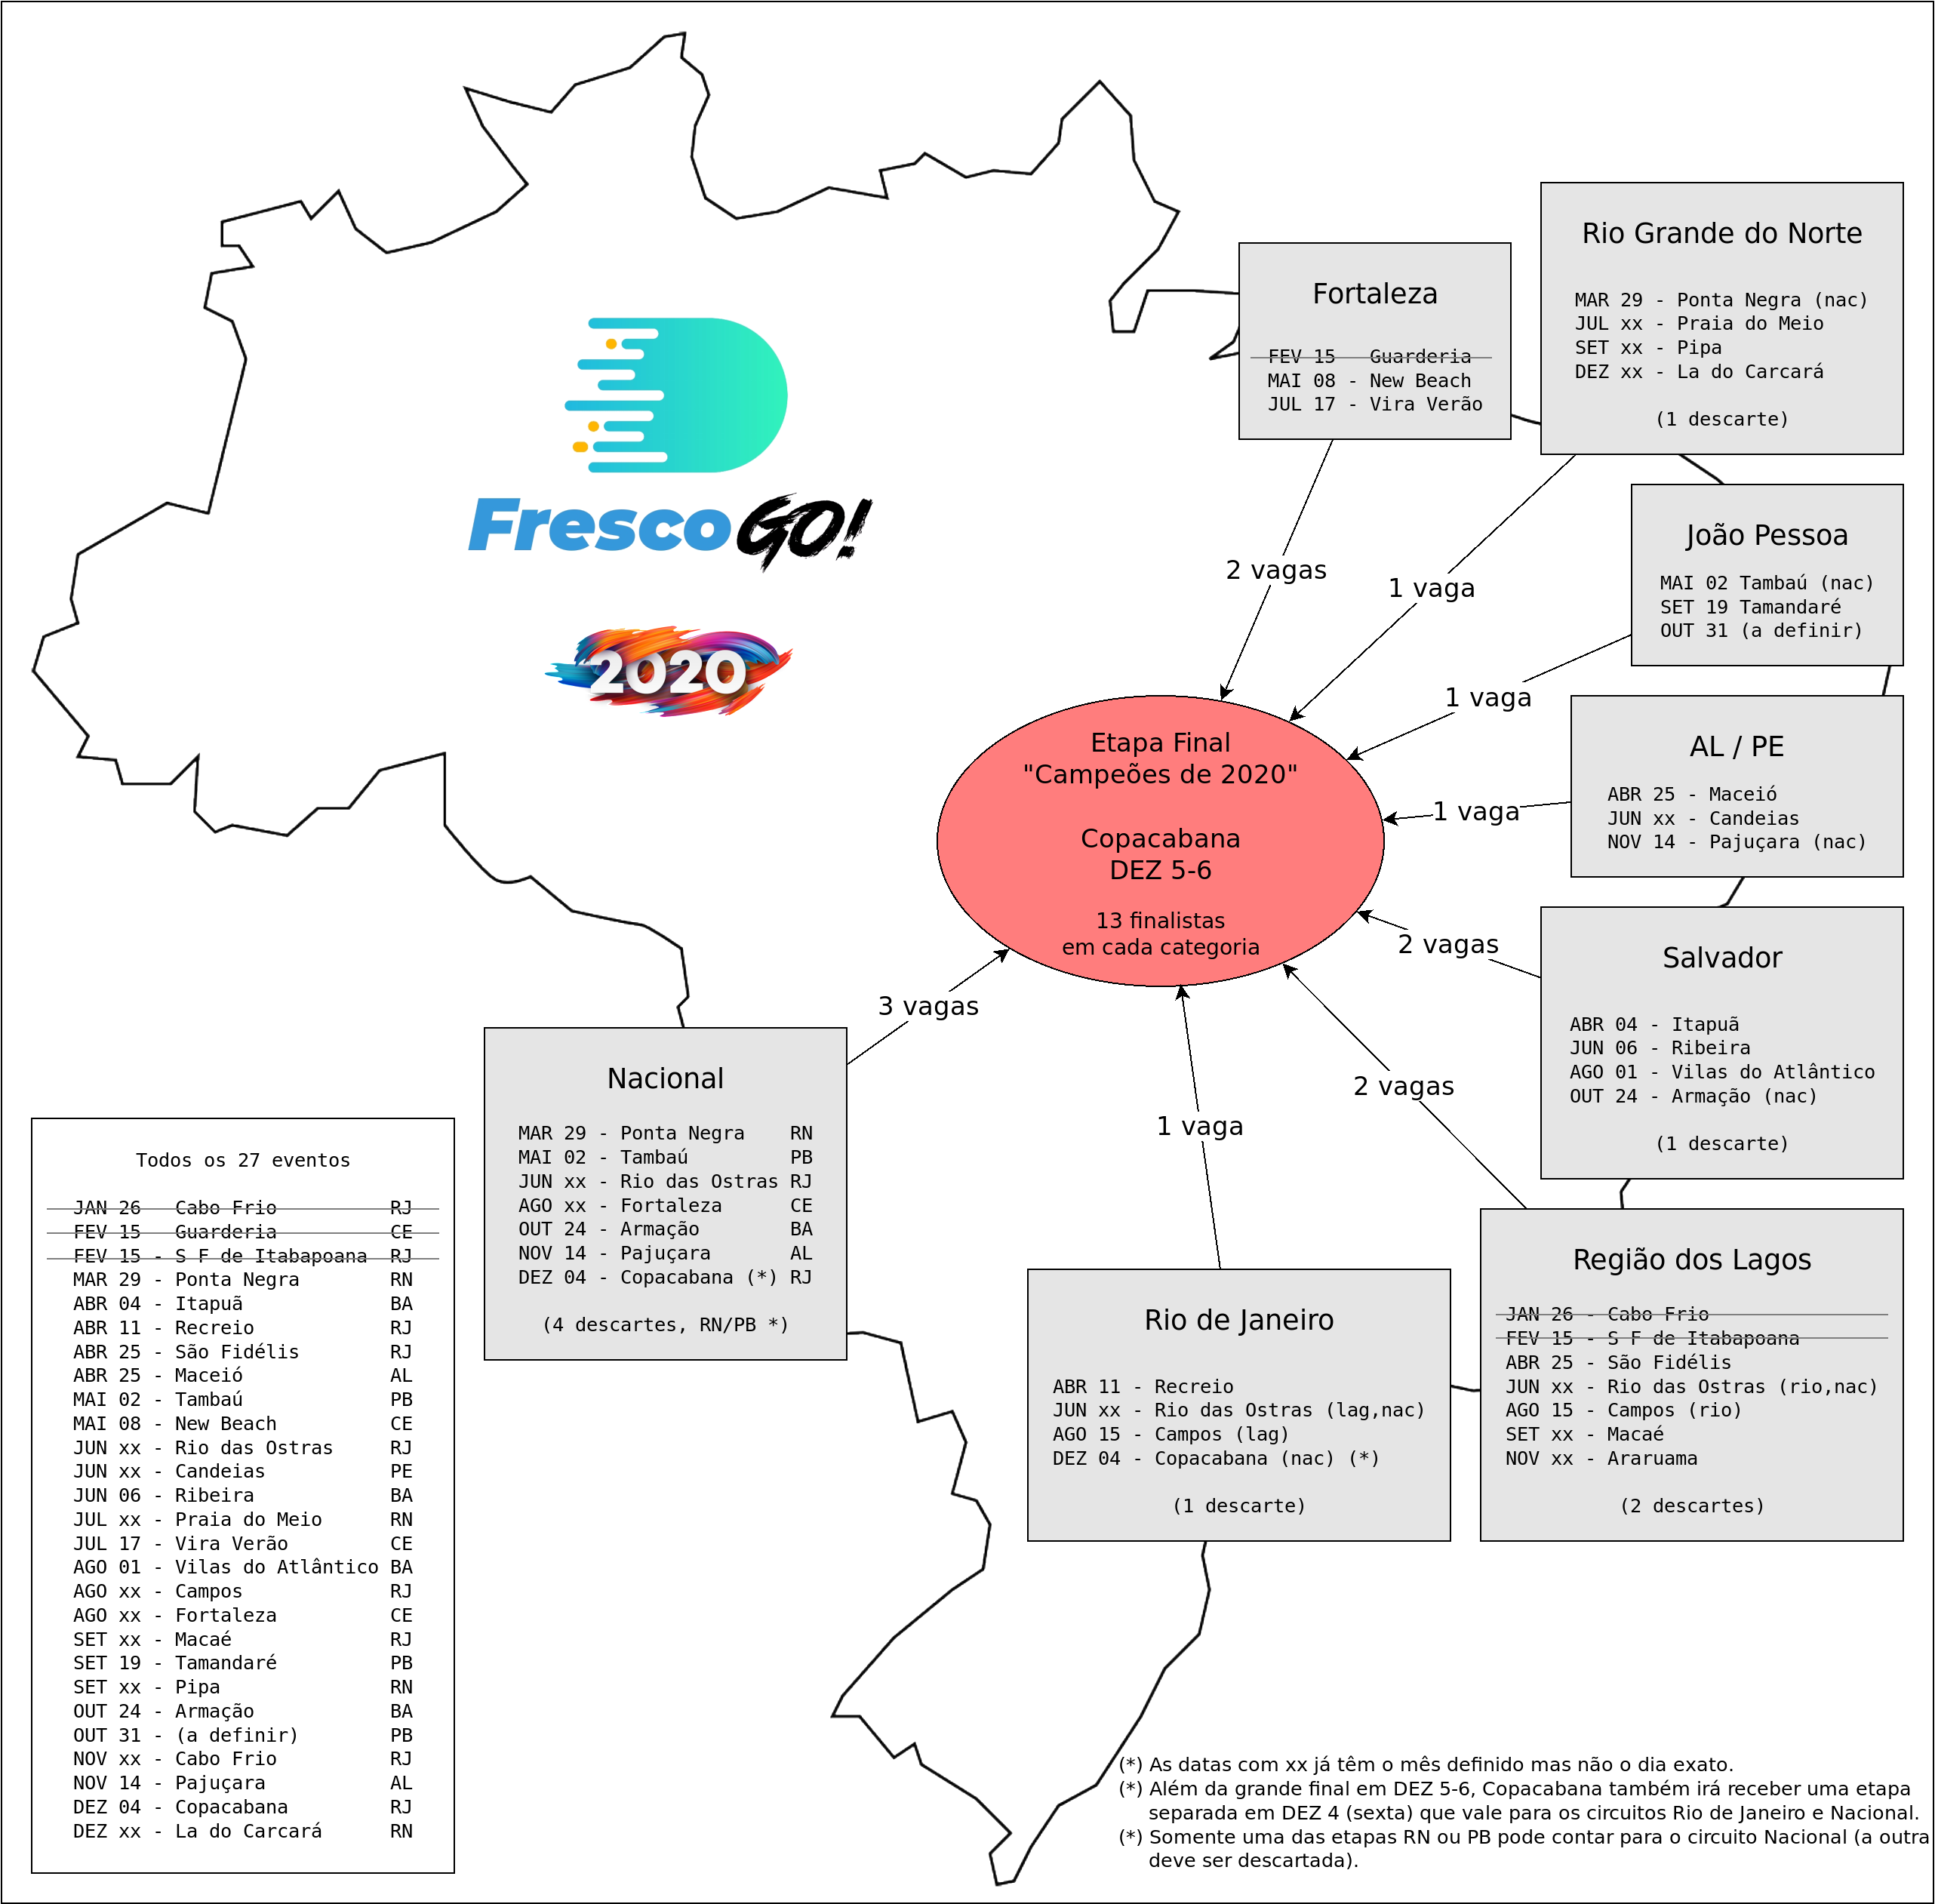 Rio Grande do Norte
MAR 29 - Ponta Negra (nac)
JUL xx - Praia do Meio
SET xx - Pipa
DEZ xx - La do Carcará
(1 descarte)
Fortaleza
FEV 15 - Guarderia
MAI 08 - New Beach
JUL 17 - Vira Verão
FrescoGO!
2020
João Pessoa
MAI 02 Tambaú (nac)
SET 19 Tamandaré
OUT 31 (a definir)
2 vagas
1 vaga
1 vaga
AL / PE
ABR 25 - Maceió
JUN xx - Candeias
NOV 14 - Pajuçara (nac)
1 vaga
Etapa Final
"Campeões de 2020"
Copacabana
DEZ 5-6
13 finalistas
em cada categoria
Salvador
ABR 04 - Itapuã
JUN 06 - Ribeira
AGO 01 - Vilas do Atlântico
OUT 24 - Armação (nac)
(1 descarte)
2 vagas
3 vagas
2 vagas
1 vaga
Nacional
MAR 29 - Ponta Negra RN
MAI 02 - Tambaú PB
JUN xx - Rio das Ostras RJ
AGO xx - Fortaleza CE
OUT 24 - Armação BA
NOV 14 - Pajuçara AL
DEZ 04 - Copacabana (*) RJ
(4 descartes, RN/PB *)
Todos os 27 eventos
JAN 26 - Cabo Frio RJ
FEV 15 - Guarderia CE
FEV 15 - S F de Itabapoana RJ
MAR 29 - Ponta Negra RN
ABR 04 - Itapuã BA
ABR 11 - Recreio RJ
ABR 25 - São Fidélis RJ
ABR 25 - Maceió AL
MAI 02 - Tambaú PB
MAI 08 - New Beach CE
JUN xx - Rio das Ostras RJ
JUN xx - Candeias PE
JUN 06 - Ribeira BA
JUL xx - Praia do Meio RN
JUL 17 - Vira Verão CE
AGO 01 - Vilas do Atlântico BA
AGO xx - Campos RJ
AGO xx - Fortaleza CE
SET xx - Macaé RJ
SET 19 - Tamandaré PB
SET xx - Pipa RN
OUT 24 - Armação BA
OUT 31 - (a definir) PB
NOV xx - Cabo Frio RJ
NOV 14 - Pajuçara AL
DEZ 04 - Copacabana RJ
DEZ xx - La do Carcará RN
Rio de Janeiro
ABR 11 - Recreio
JUN xx - Rio das Ostras (lag,nac)
AGO 15 - Campos (lag)
DEZ 04 - Copacabana (nac) (*)
(1 descarte)
Região dos Lagos
JAN 26 - Cabo Frio
FEV 15 - S F de Itabapoana
ABR 25 - São Fidélis
JUN xx - Rio das Ostras (rio,nac)
AGO 15 - Campos (rio)
SET xx - Macaé
NOV xx - Araruama
(2 descartes)
(*) As datas com xx já têm o mês definido mas não o dia exato.
(*) Além da grande final em DEZ 5-6, Copacabana também irá receber uma etapa
separada em DEZ 4 (sexta) que vale para os circuitos Rio de Janeiro e Nacional.
(*) Somente uma das etapas RN ou PB pode contar para o circuito Nacional (a outra
deve ser descartada).